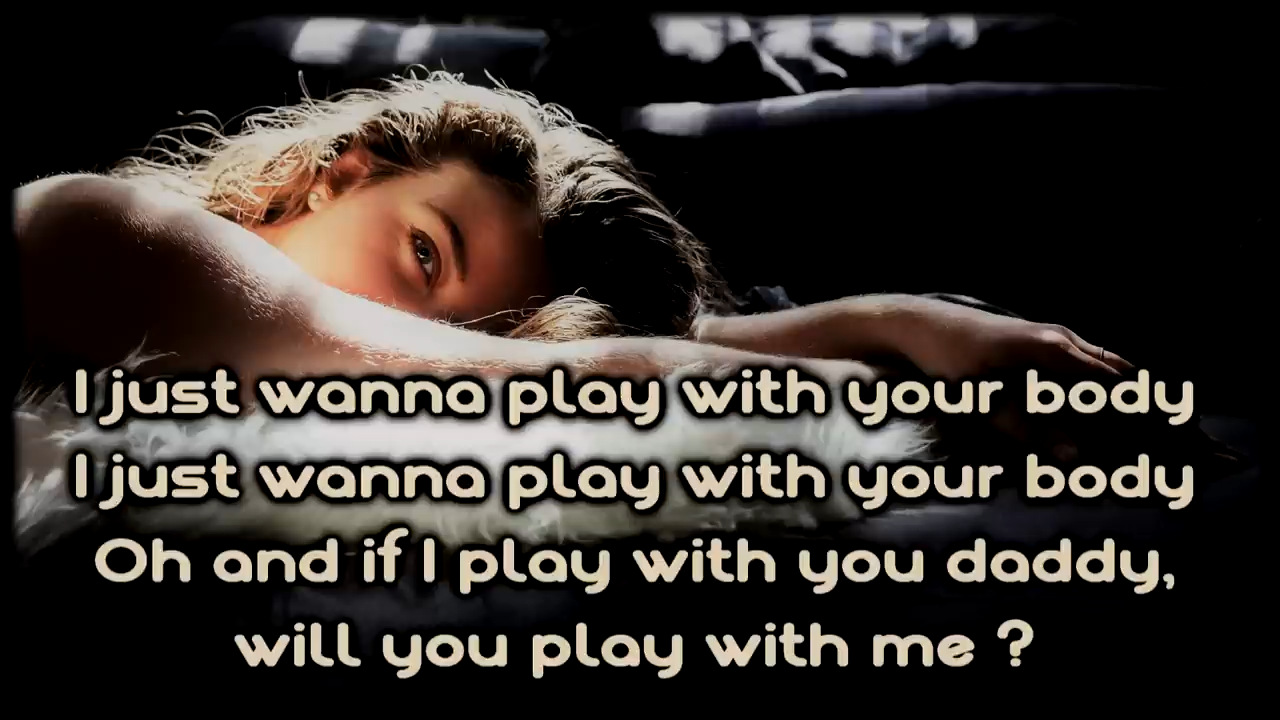 I just wanna play with your body
I just wanna play with your body
Oh and if I play with you daddy,
will you play with me ?